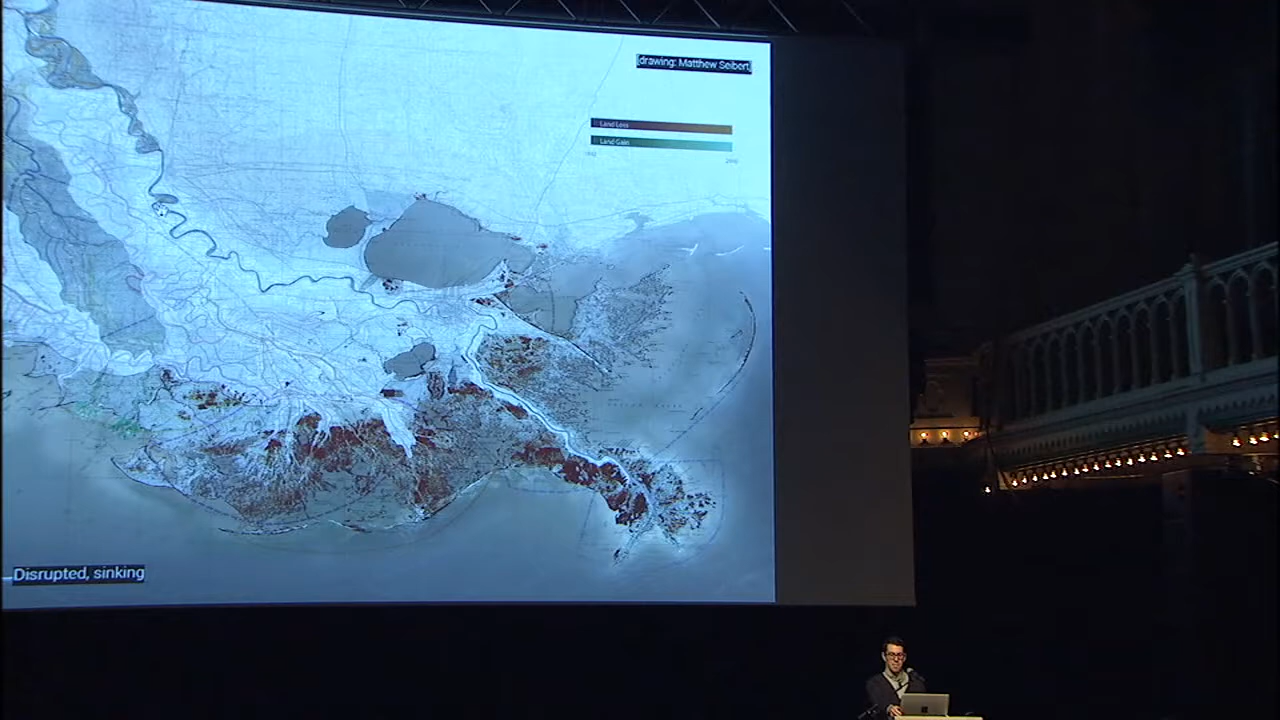 [drawing: Matthew Seibert]
Land Loss
Land Gain
Disrupted, sinking